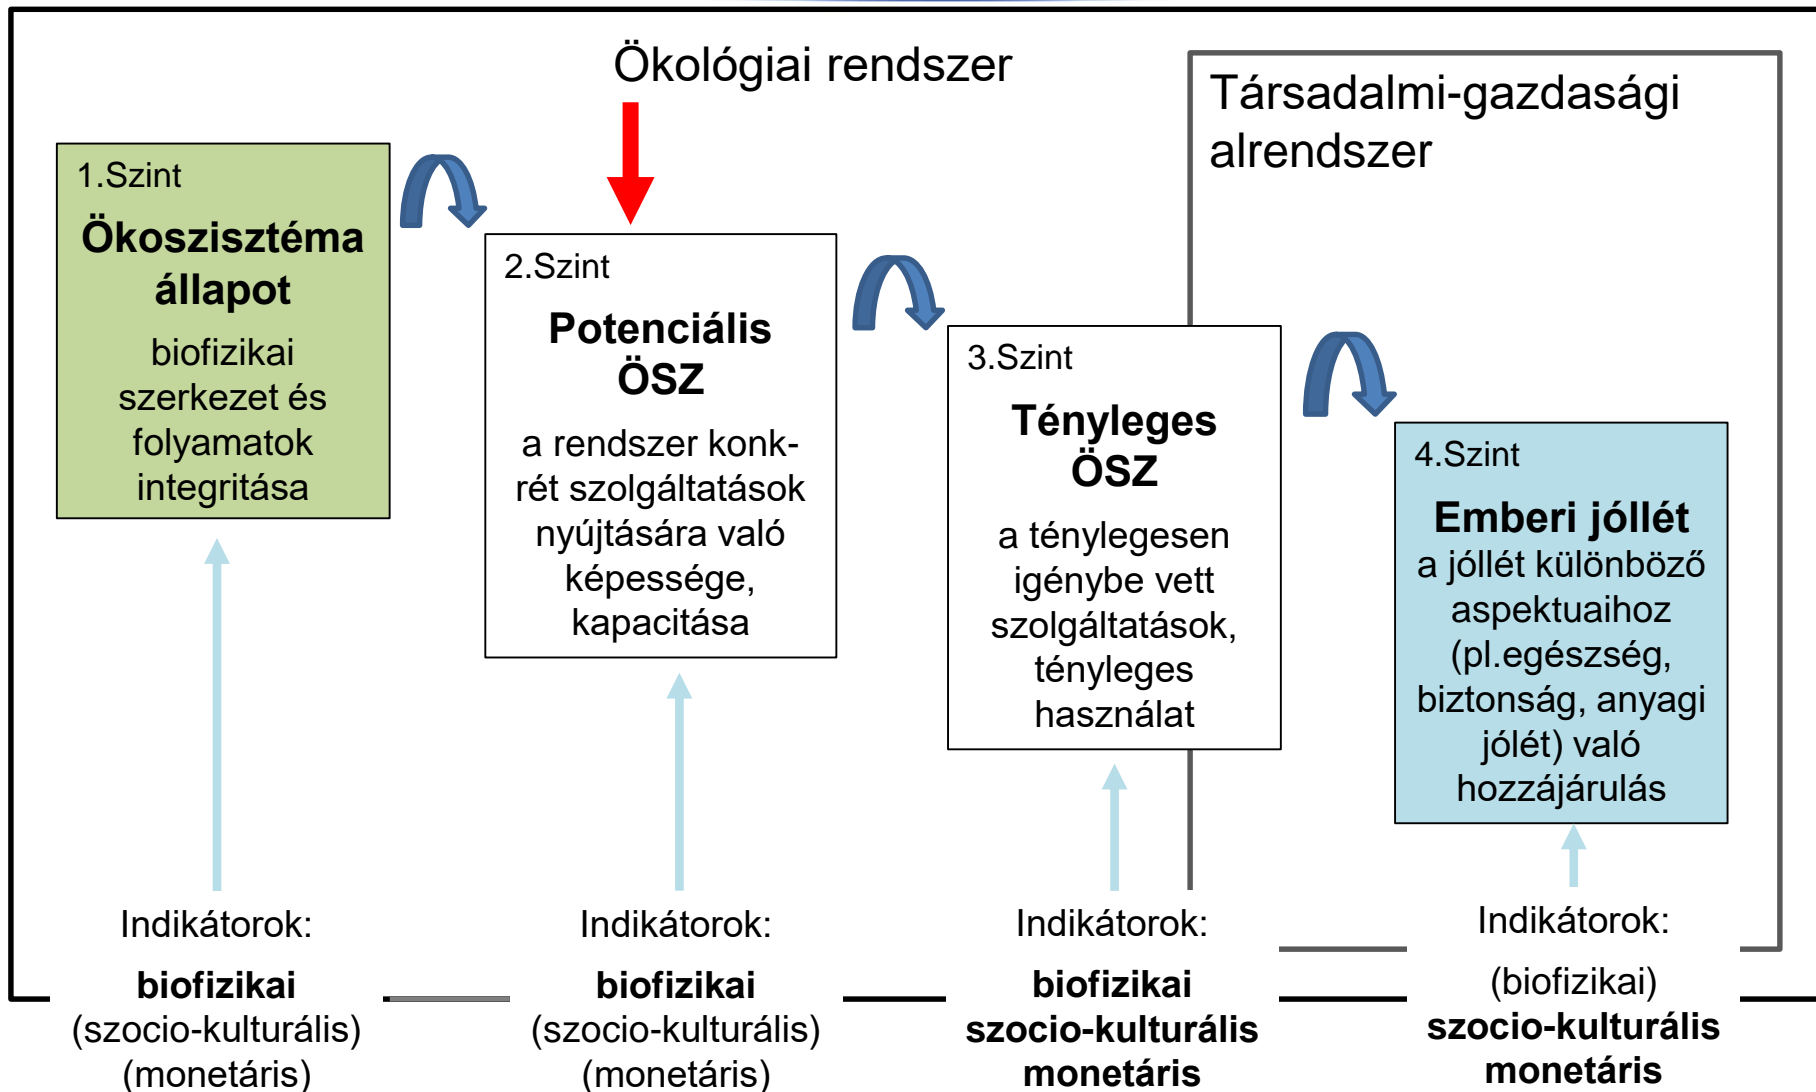 Ökológiai rendszer
Társadalmi-gazdasági
alrendszer
1.Szint
Ökoszisztéma
állapot
biofizikai
szerkezet és
folyamatok
integritása
2.Szint
Potenciális
ÖSZ
a rendszer konk-
rét szolgáltatások
nyújtására való
képessége,
kapacitása
3.Szint
Tényleges
ÖSZ
a ténylegesen
igénybe vett
szolgáltatások,
tényleges
használat
4.Szint
Emberi jóllét
a jóllét különböző
aspektuaihoz
(pl.egészség,
biztonság, anyagi
jólét) való
hozzájárulás
Indikátorok:
biofizikai
(szocio-kulturális)
(monetáris)
Indikátorok:
biofizikai
(szocio-kulturális)
(monetáris)
Indikátorok:
biofizikai
szocio-kulturális
monetáris
Indikátorok:
(biofizikai)
szocio-kulturális
monetáris